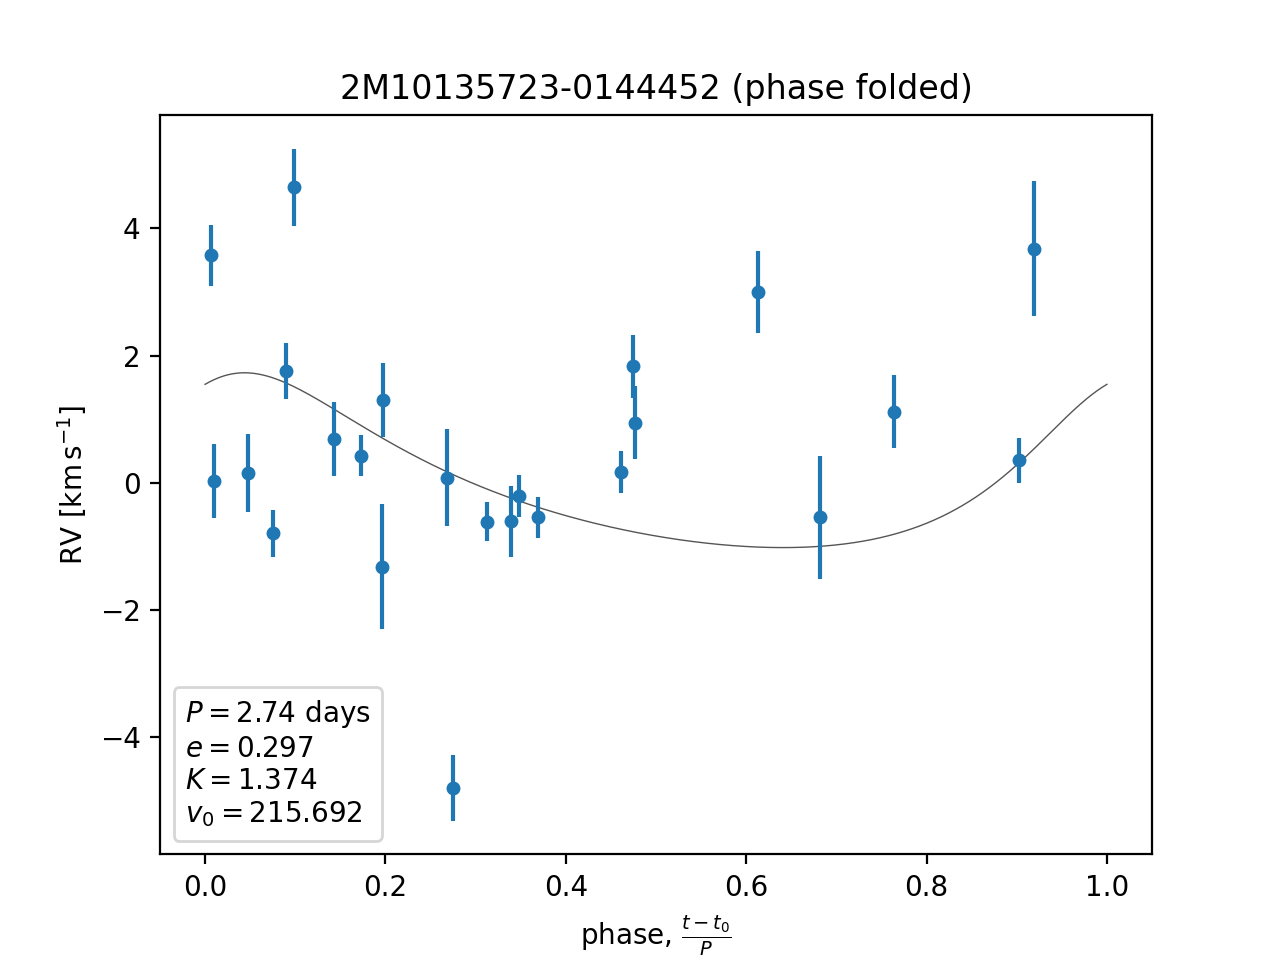 2M10135723-0144452 (phase folded)
RV [km s⁻¹]
4
2
0
−2
−4
P = 2.74 days
e = 0.297
K = 1.374
v₀ = 215.692
0.0 0.2 0.4 0.6 0.8 1.0
phase, (t − t₀)/P